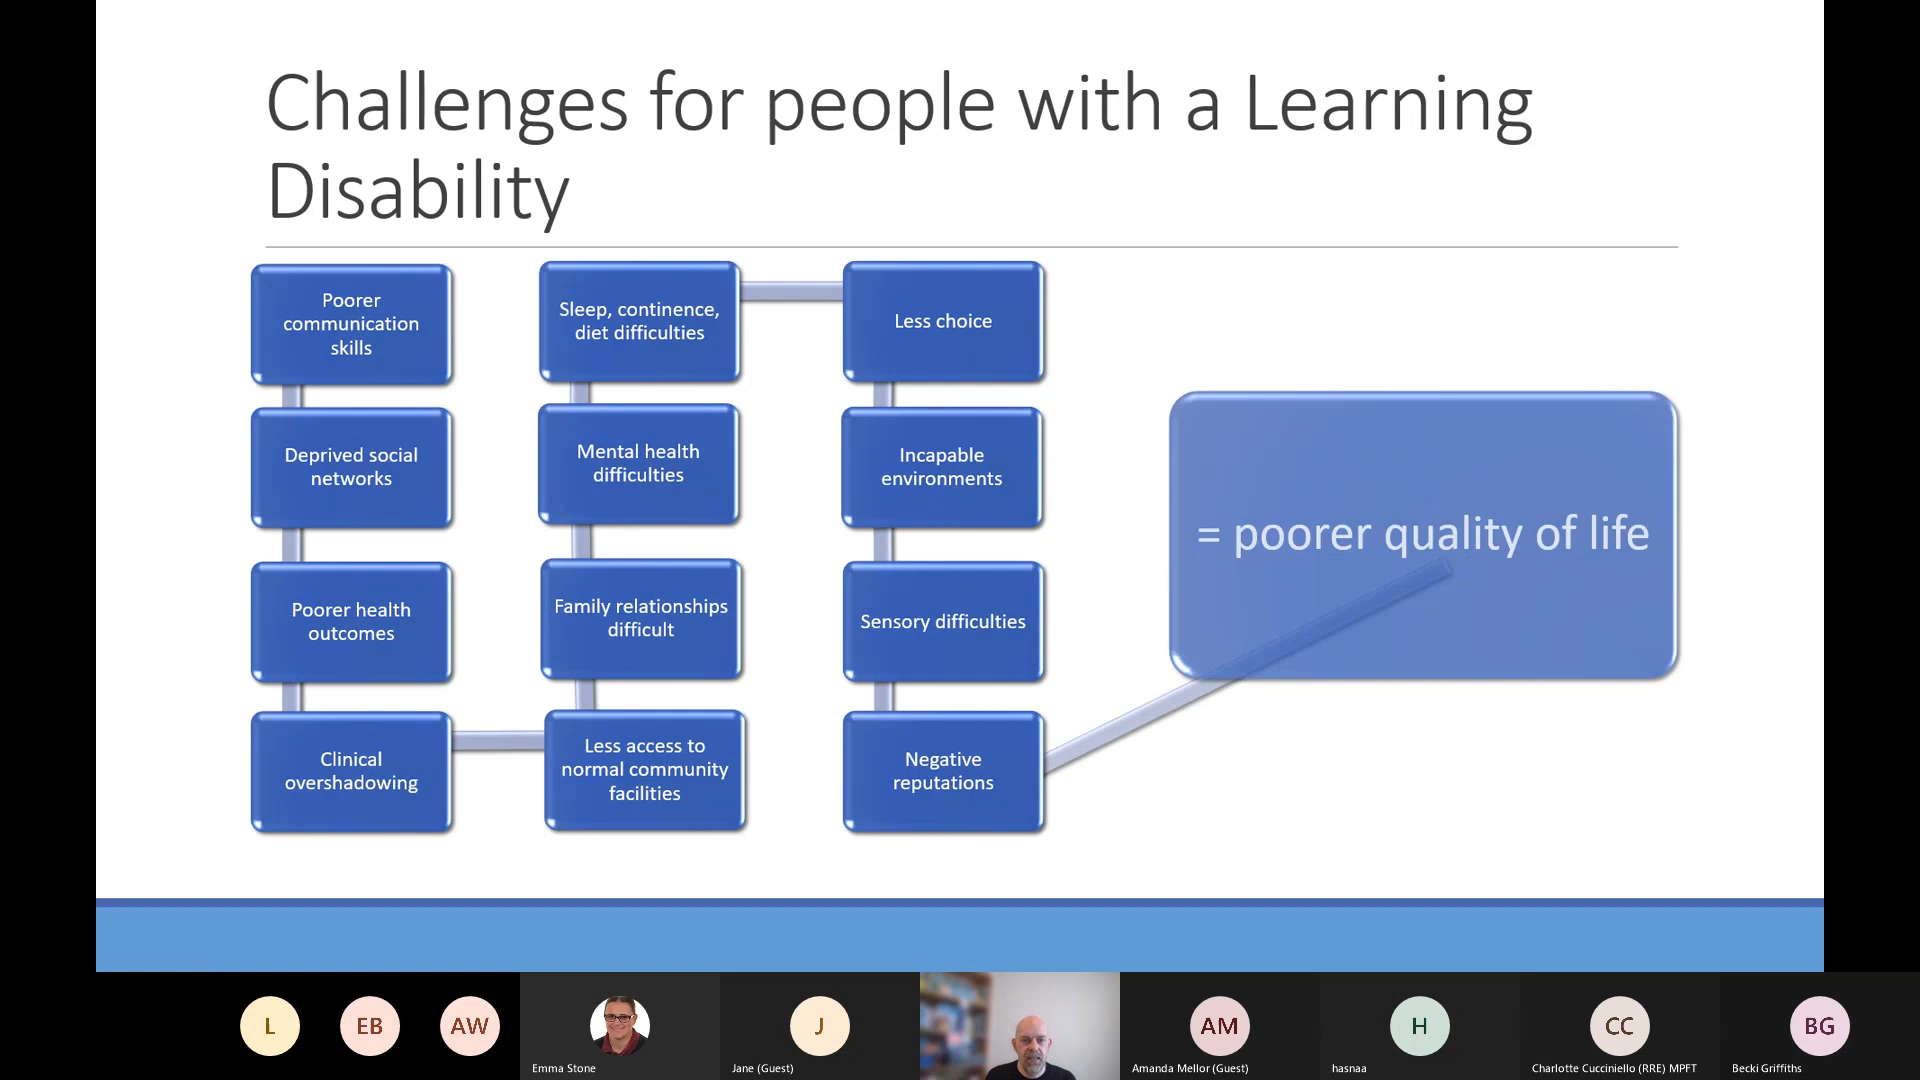 Challenges for people with a Learning
Disability
Poorer
communication
skills
Deprived social
networks
Poorer health
outcomes
Clinical
overshadowing
Less access to
normal community
facilities
Family relationships
difficult
Mental health
difficulties
Sleep, continence,
diet difficulties
Less choice
Incapable
environments
Sensory difficulties
Negative
reputations
= poorer quality of life
L
EB
AW
Emma Stone
J
Jane (Guest)
AM
Amanda Mellor (Guest)
H
hasnaa
CC
Charlotte Cucciniello (RRE) MPFT
BG
Becki Griffiths